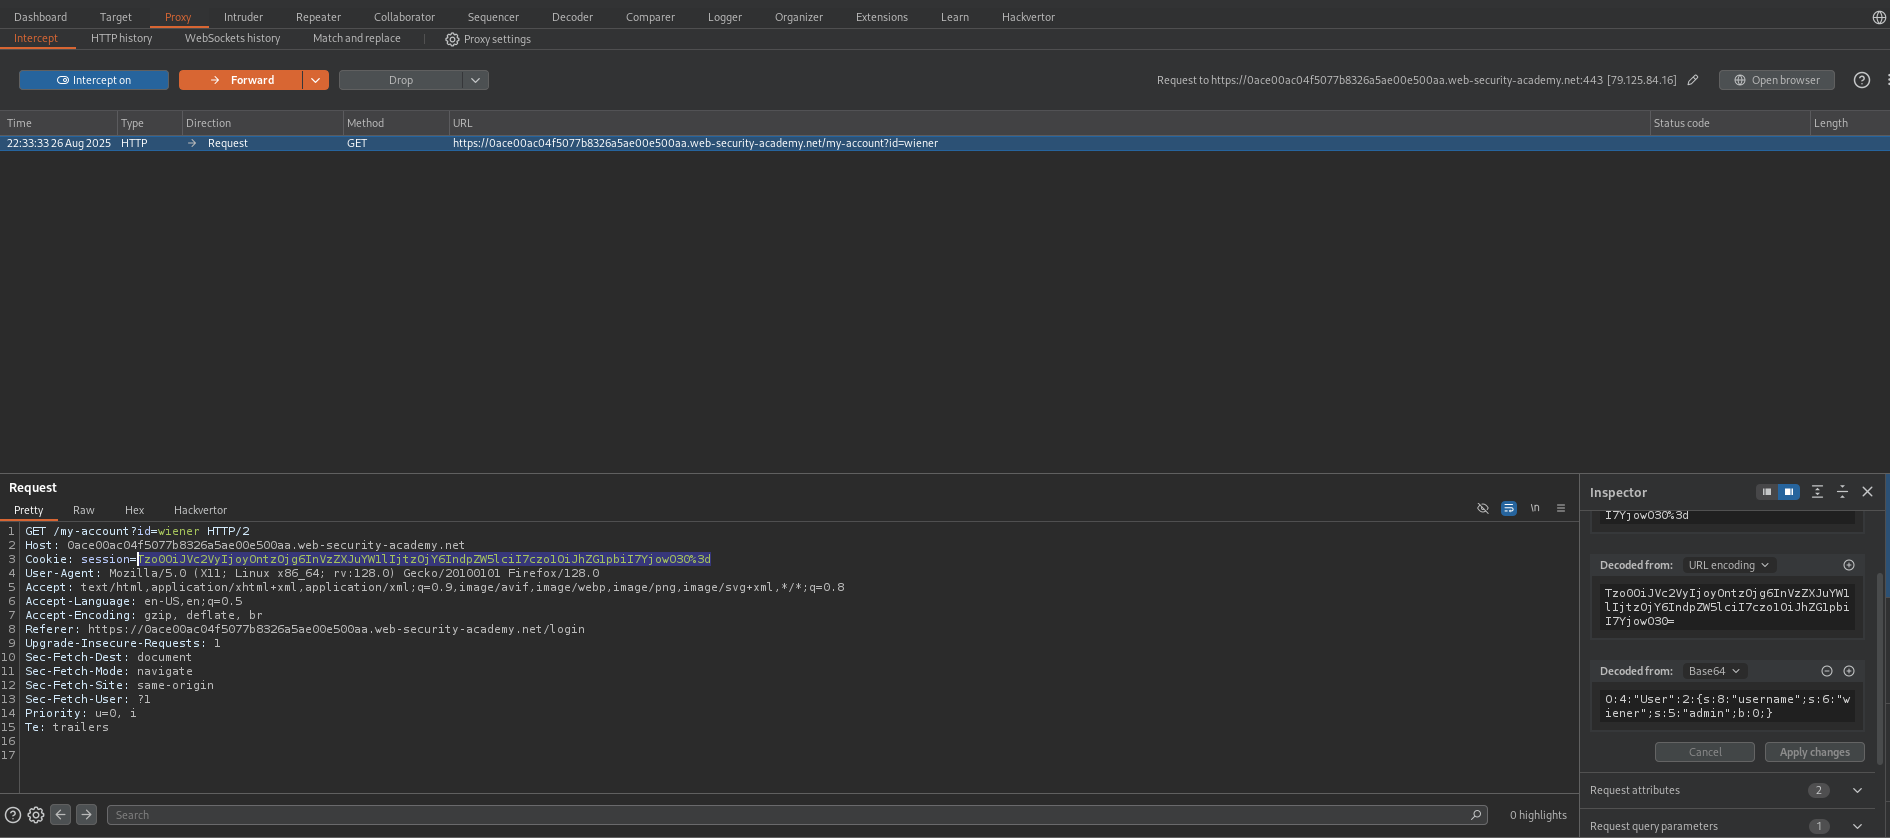 Dashboard Target Proxy Intruder Repeater Collaborator Sequencer Decoder Comparer Logger Organizer Extensions Learn Hackvertor
Intercept HTTP history WebSockets history Match and replace Proxy settings
Intercept on Forward Drop Request to https://0ace00ac04f5077b8326a5ae00e500aa.web-security-academy.net:443 [79.125.84.16] Open browser
Time Type Direction Method URL Status code Length
22:33:33 26 Aug 2025 HTTP → Request GET https://0ace00ac04f5077b8326a5ae00e500aa.web-security-academy.net/my-account?id=wiener
Request
Pretty Raw Hex Hackvertor \n
1 GET /my-account?id=wiener HTTP/2
2 Host: 0ace00ac04f5077b8326a5ae00e500aa.web-security-academy.net
3 Cookie: session=Tzo0OiJVc2VyIjoyOntzOjg6InVzZXJuYW1lIjtzOjY6IndpZW5lciI7czo1OiJhZG1pbiI7YjowO30%3d
4 User-Agent: Mozilla/5.0 (X11; Linux x86_64; rv:128.0) Gecko/20100101 Firefox/128.0
5 Accept: text/html,application/xhtml+xml,application/xml;q=0.9,image/avif,image/webp,image/png,image/svg+xml,*/*;q=0.8
6 Accept-Language: en-US,en;q=0.5
7 Accept-Encoding: gzip, deflate, br
8 Referer: https://0ace00ac04f5077b8326a5ae00e500aa.web-security-academy.net/login
9 Upgrade-Insecure-Requests: 1
10 Sec-Fetch-Dest: document
11 Sec-Fetch-Mode: navigate
12 Sec-Fetch-Site: same-origin
13 Sec-Fetch-User: ?1
14 Priority: u=0, i
15 Te: trailers
16
17
Search 0 highlights
Inspector
I7YjowO30%3d
Decoded from: URL encoding
Tzo0OiJVc2VyIjoyOntzOjg6InVzZXJuYW1
lIjtzOjY6IndpZW5lciI7czo1OiJhZG1pbi
I7YjowO30=
Decoded from: Base64
O:4:"User":2:{s:8:"username";s:6:"w
iener";s:5:"admin";b:0;}
Cancel Apply changes
Request attributes 2
Request query parameters 1